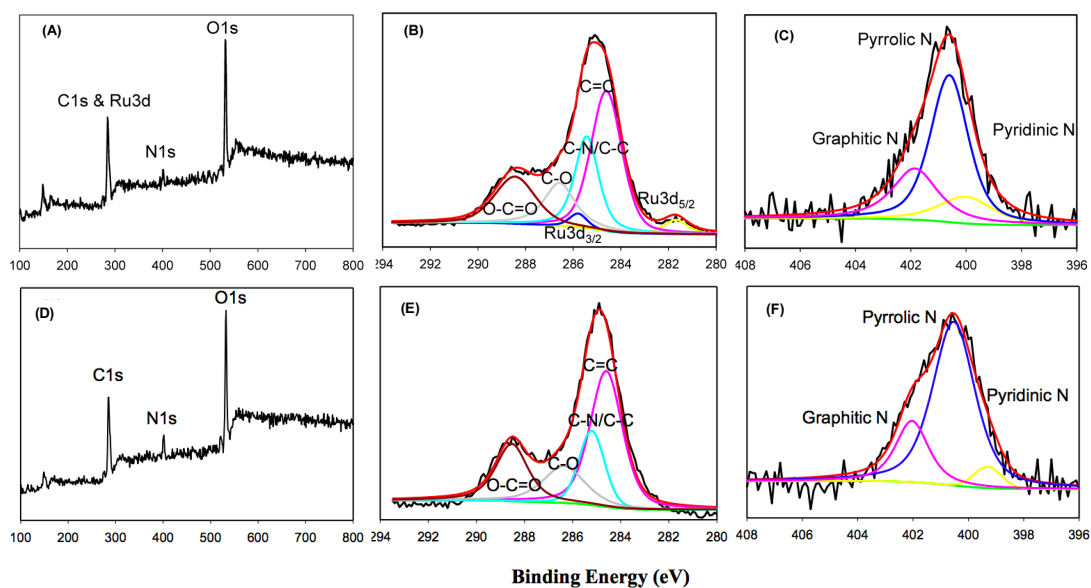 (A)
O1s
C1s & Ru3d
N1s
100 200 300 400 500 600 700 800
(B)
C=O
C-N/C-C
C-O
O-C=O
Ru3d5/2
Ru3d3/2
294 292 290 288 286 284 282 280
(C)
Pyrrolic N
Graphitic N
Pyridinic N
408 406 404 402 400 398 396
(D)
O1s
C1s
N1s
100 200 300 400 500 600 700 800
(E)
C=C
C-N/C-C
C-O
O-C=O
290 288 286 284 282 280
(F)
Pyrrolic N
Graphitic N
Pyridinic N
408 406 404 402 400 398 396
Binding Energy (eV)